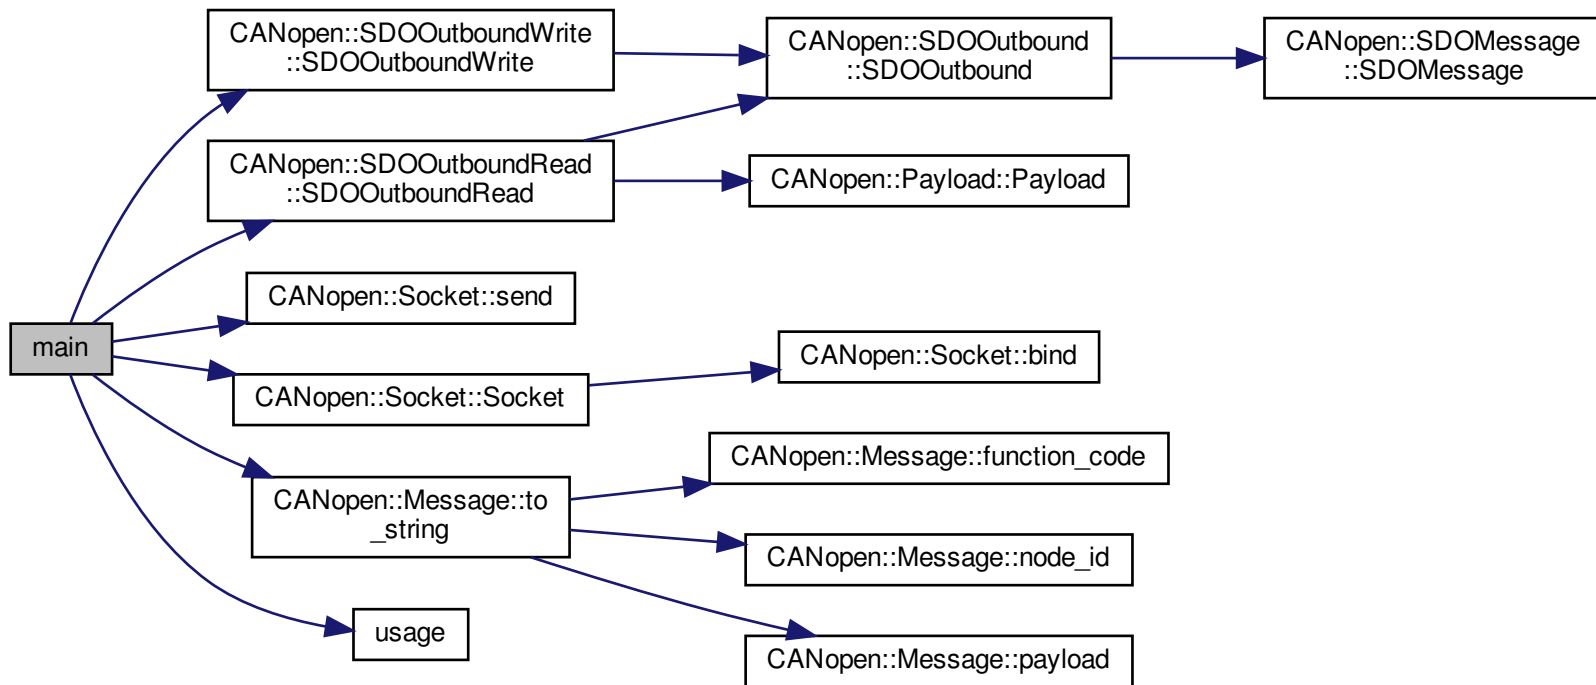 CANopen::SDOOutboundWrite
::SDOOutboundWrite
CANopen::SDOOutbound
::SDOOutbound
CANopen::SDOMessage
::SDOMessage
CANopen::SDOOutboundRead
::SDOOutboundRead
CANopen::Payload::Payload
CANopen::Socket::send
main
CANopen::Socket::bind
CANopen::Socket::Socket
CANopen::Message::function_code
CANopen::Message::to
_string
CANopen::Message::node_id
usage
CANopen::Message::payload